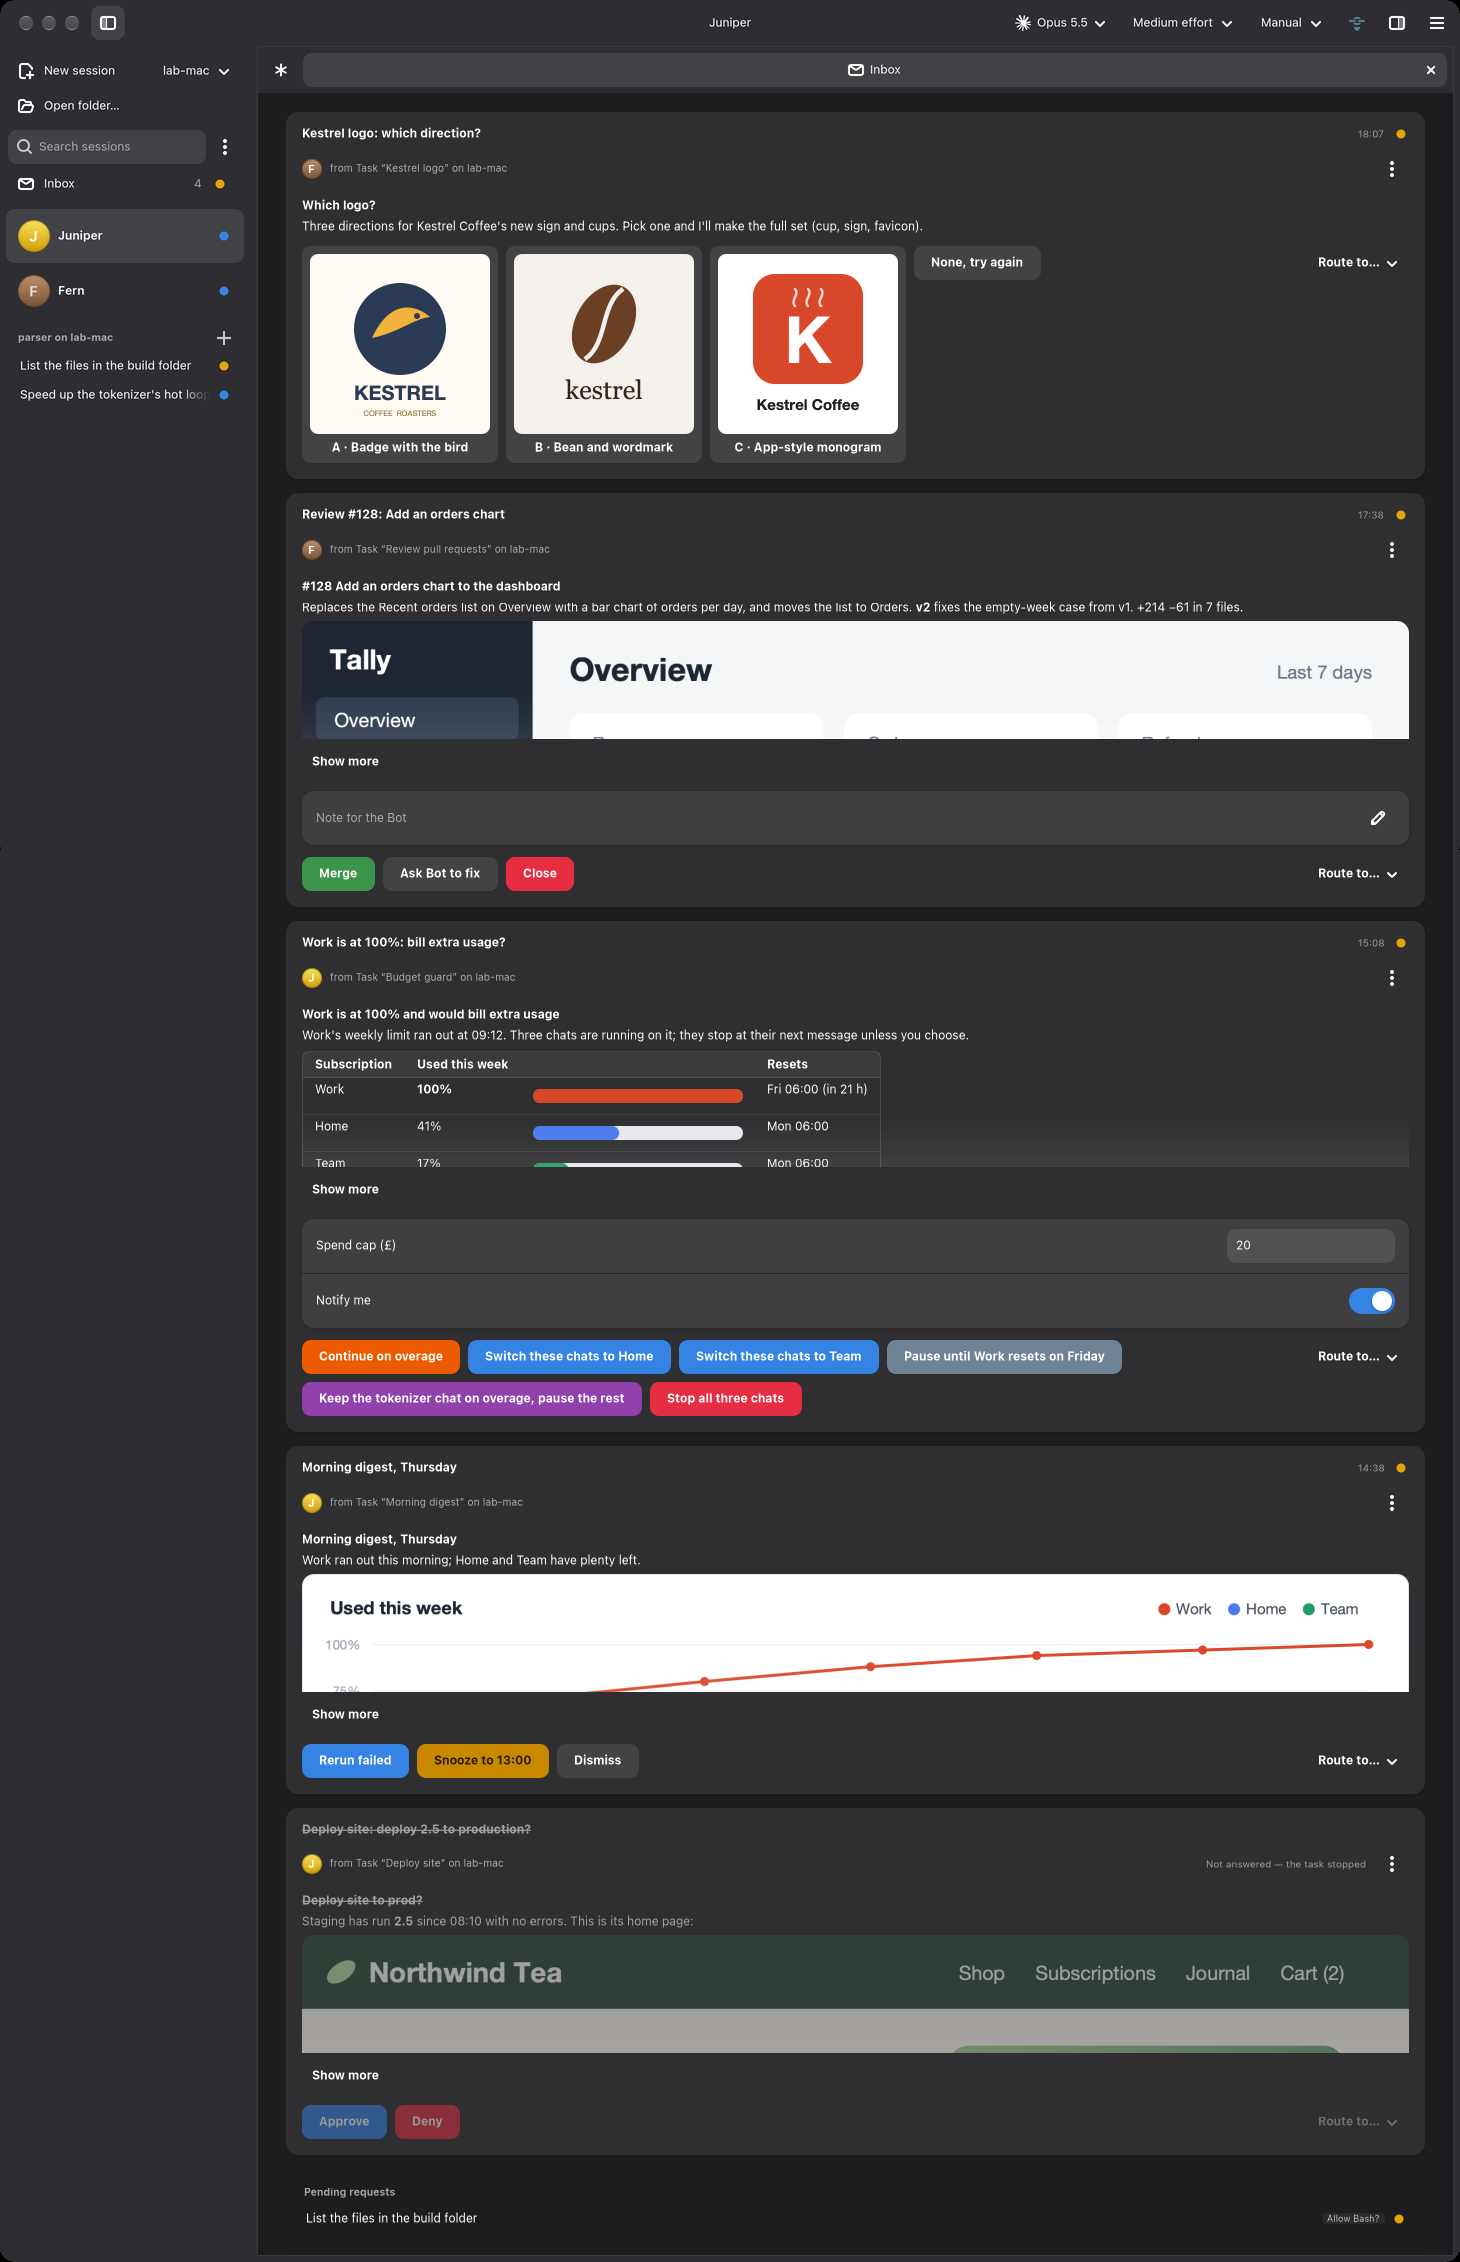 Juniper
Opus 5.5
Medium effort
Manual
New session
lab-mac
Open folder...
Search sessions
Inbox
4
Juniper
Fern
parser on lab-mac
List the files in the build folder
Speed up the tokenizer's hot loop
Inbox
Kestrel logo: which direction?
18:07
F
from Task "Kestrel logo" on lab-mac
Which logo?
Three directions for Kestrel Coffee's new sign and cups. Pick one and I'll make the full set (cup, sign, favicon).
KESTREL
COFFEE ROASTERS
A · Badge with the bird
kestrel
B · Bean and wordmark
K
Kestrel Coffee
C · App-style monogram
None, try again
Route to...
Review #128: Add an orders chart
17:38
F
from Task "Review pull requests" on lab-mac
#128 Add an orders chart to the dashboard
Replaces the Recent orders list on Overview with a bar chart of orders per day, and moves the list to Orders. v2 fixes the empty-week case from v1. +214 −61 in 7 files.
Tally
Overview
Overview
Last 7 days
Show more
Note for the Bot
Merge
Ask Bot to fix
Close
Route to...
Work is at 100%: bill extra usage?
15:08
J
from Task "Budget guard" on lab-mac
Work is at 100% and would bill extra usage
Work's weekly limit ran out at 09:12. Three chats are running on it; they stop at their next message unless you choose.
Subscription Used this week Resets
Work 100% Fri 06:00 (in 21 h)
Home 41% Mon 06:00
Team 17% Mon 06:00
Show more
Spend cap (£)
20
Notify me
Continue on overage
Switch these chats to Home
Switch these chats to Team
Pause until Work resets on Friday
Route to...
Keep the tokenizer chat on overage, pause the rest
Stop all three chats
Morning digest, Thursday
14:38
J
from Task "Morning digest" on lab-mac
Morning digest, Thursday
Work ran out this morning; Home and Team have plenty left.
Used this week
Work
Home
Team
100%
75%
Show more
Rerun failed
Snooze to 13:00
Dismiss
Route to...
Deploy site: deploy 2.5 to production?
J
from Task "Deploy site" on lab-mac
Not answered — the task stopped
Deploy site to prod?
Staging has run 2.5 since 08:10 with no errors. This is its home page:
Northwind Tea
Shop
Subscriptions
Journal
Cart (2)
Show more
Approve
Deny
Route to...
Pending requests
List the files in the build folder
Allow Bash?